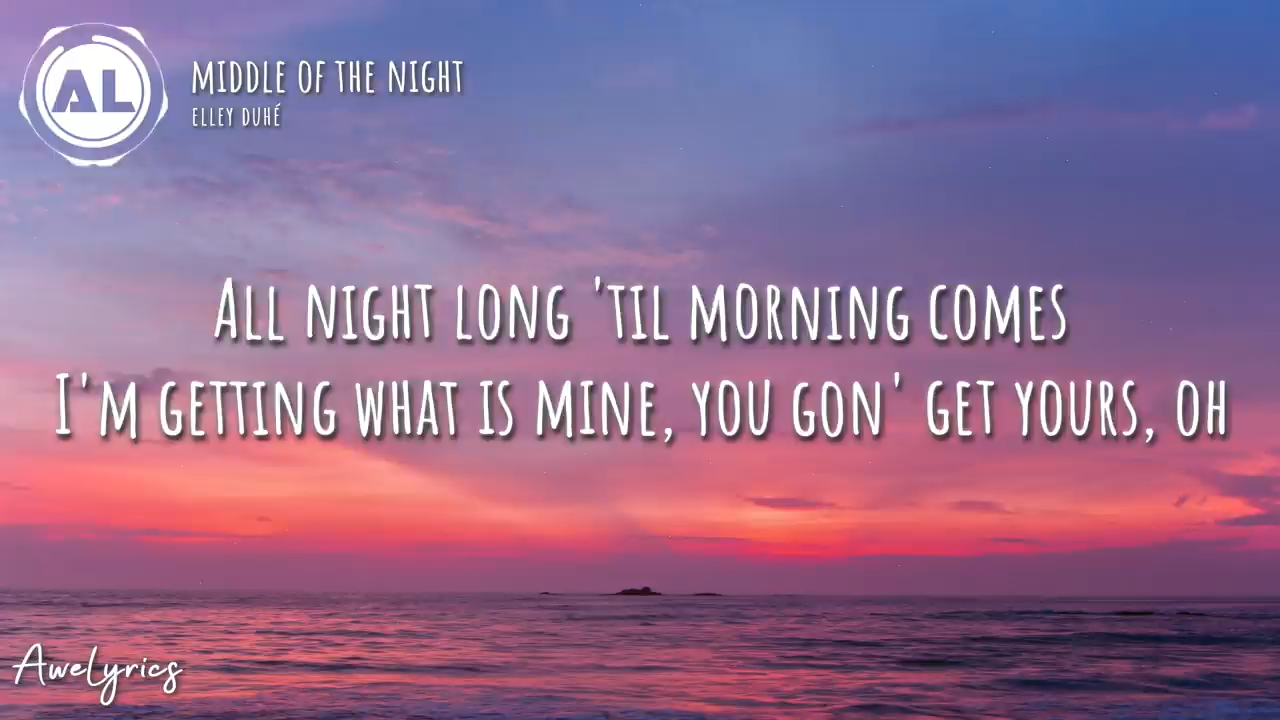 AL
MIDDLE OF THE NIGHT
ELLEY DUHÉ
ALL NIGHT LONG 'TIL MORNING COMES
I'M GETTING WHAT IS MINE, YOU GON' GET YOURS, OH
AweLyrics